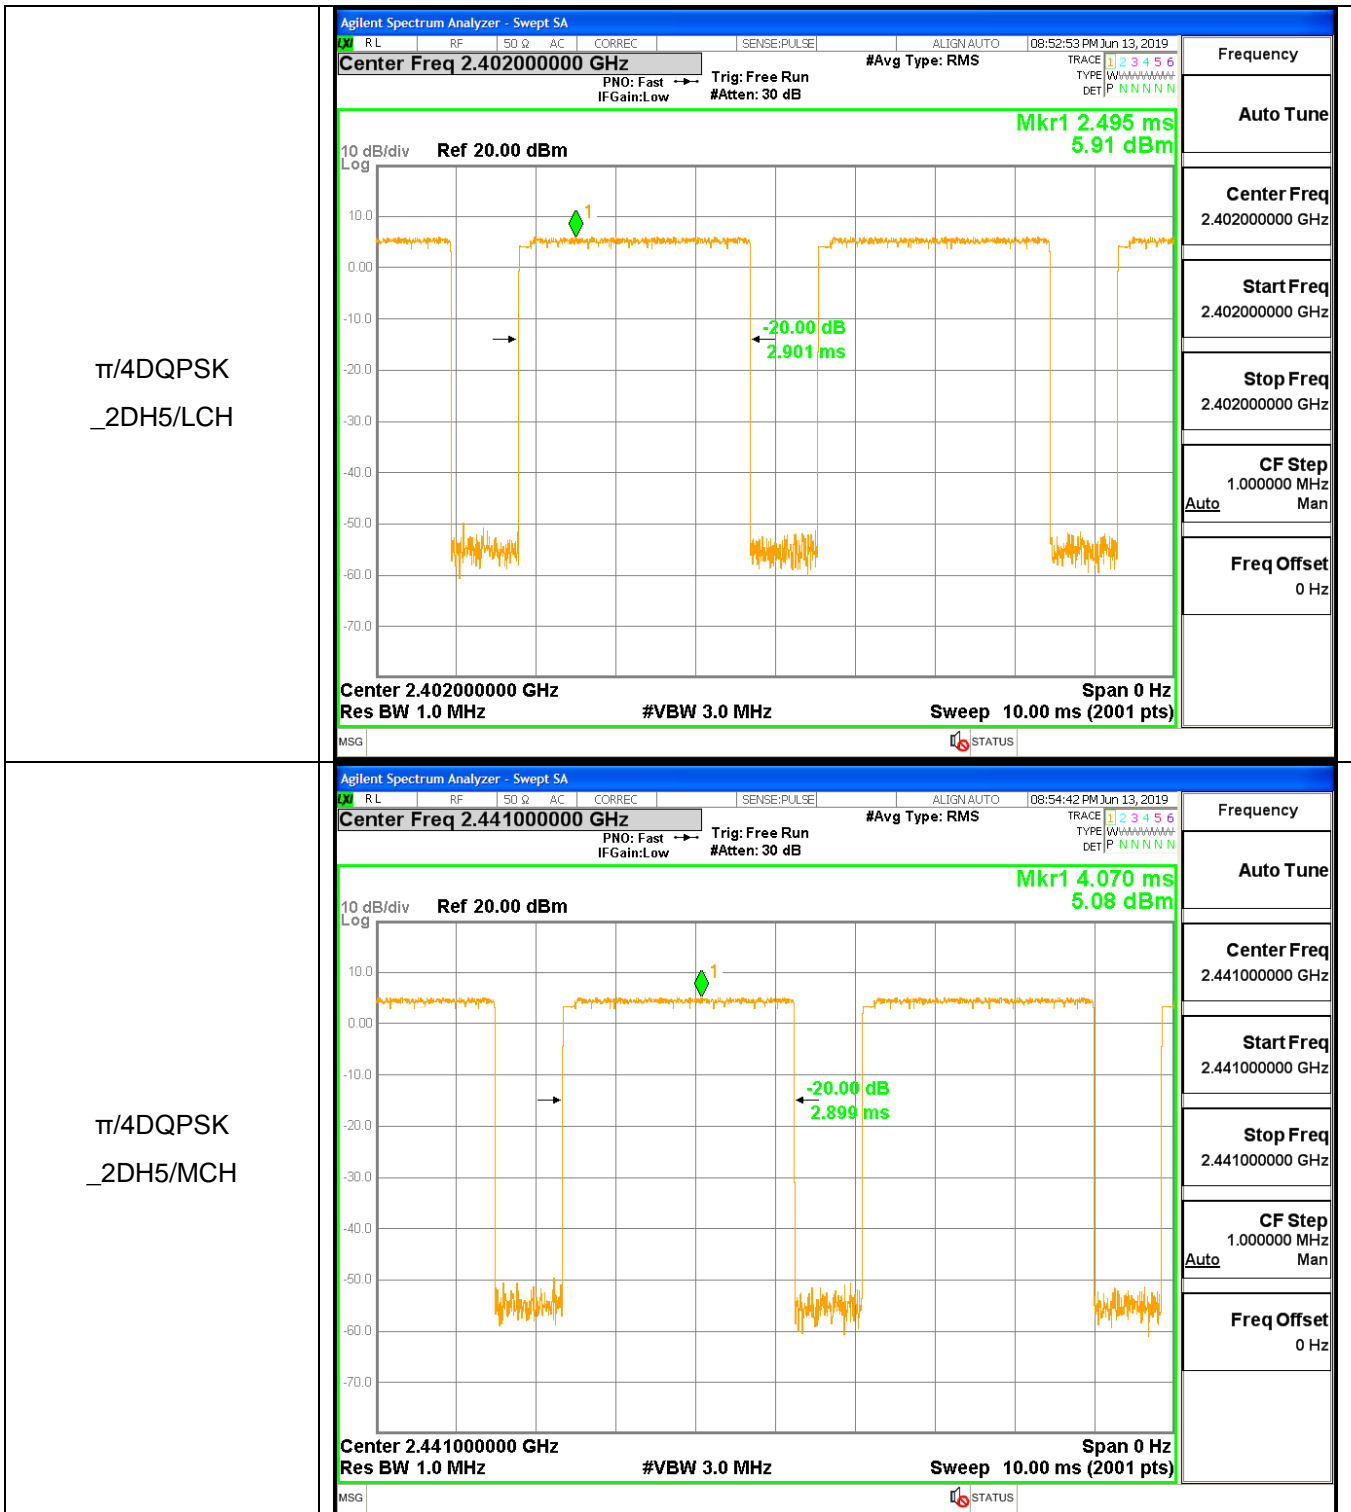 π/4DQPSK
_2DH5/LCH
Agilent Spectrum Analyzer - Swept SA
LXI RL RF 50 Ω AC CORREC SENSE:PULSE ALIGN AUTO 08:52:53 PM Jun 13, 2019
Center Freq 2.402000000 GHz
PNO: Fast
IFGain:Low
Trig: Free Run
#Atten: 30 dB
#Avg Type: RMS
TRACE 1 2 3 4 5 6
TYPE WWWWWW
DET P N N N N N
Mkr1 2.495 ms
5.91 dBm
10 dB/div Ref 20.00 dBm
Log
10.0
0.00
-10.0
-20.0
-30.0
-40.0
-50.0
-60.0
-70.0
1
-20.00 dB
2.901 ms
Center 2.402000000 GHz Span 0 Hz
Res BW 1.0 MHz #VBW 3.0 MHz Sweep 10.00 ms (2001 pts)
MSG STATUS
Frequency
Auto Tune
Center Freq
2.402000000 GHz
Start Freq
2.402000000 GHz
Stop Freq
2.402000000 GHz
CF Step
1.000000 MHz
Auto Man
Freq Offset
0 Hz
π/4DQPSK
_2DH5/MCH
Agilent Spectrum Analyzer - Swept SA
LXI RL RF 50 Ω AC CORREC SENSE:PULSE ALIGN AUTO 08:54:42 PM Jun 13, 2019
Center Freq 2.441000000 GHz
PNO: Fast
IFGain:Low
Trig: Free Run
#Atten: 30 dB
#Avg Type: RMS
TRACE 1 2 3 4 5 6
TYPE WWWWWW
DET P N N N N N
Mkr1 4.070 ms
5.08 dBm
10 dB/div Ref 20.00 dBm
Log
10.0
0.00
-10.0
-20.0
-30.0
-40.0
-50.0
-60.0
-70.0
1
-20.00 dB
2.899 ms
Center 2.441000000 GHz Span 0 Hz
Res BW 1.0 MHz #VBW 3.0 MHz Sweep 10.00 ms (2001 pts)
MSG STATUS
Frequency
Auto Tune
Center Freq
2.441000000 GHz
Start Freq
2.441000000 GHz
Stop Freq
2.441000000 GHz
CF Step
1.000000 MHz
Auto Man
Freq Offset
0 Hz